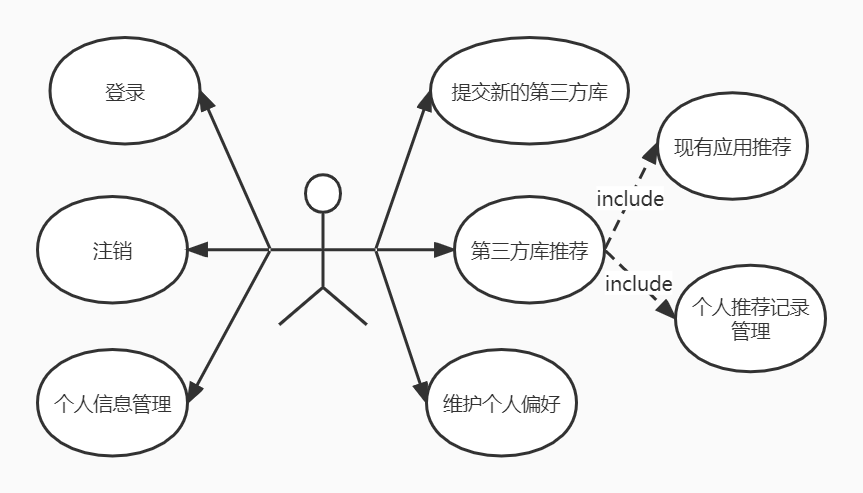 登录
提交新的第三方库
现有应用推荐
include
注销
第三方库推荐
include
个人推荐记录
管理
个人信息管理
维护个人偏好